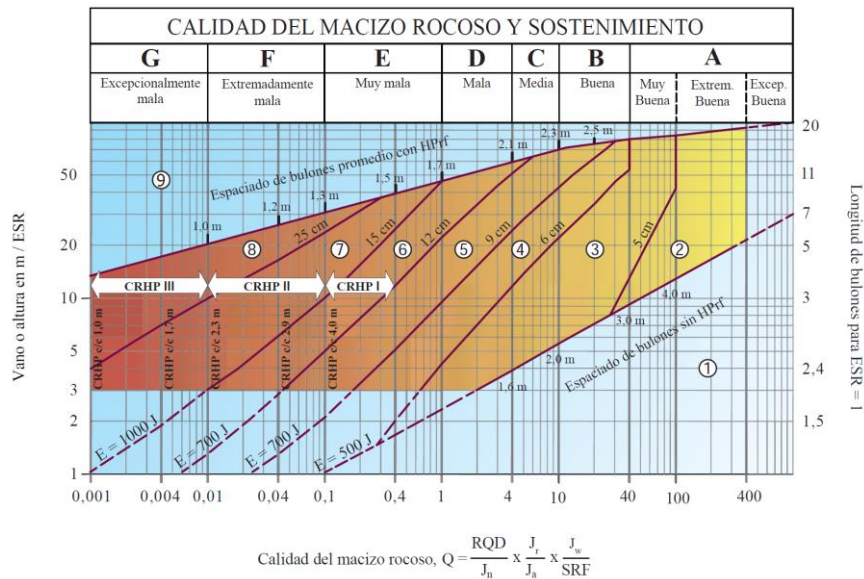 CALIDAD DEL MACIZO ROCOSO Y SOSTENIMIENTO
G F E D C B A
Excepcionalmente mala
Extremadamente mala
Muy mala
Mala
Media
Buena
Muy Buena
Extrem. Buena
Excep. Buena
Vano o altura en m / ESR
50
20
10
5
3
2
1
Longitud de bulones para ESR = 1
20
11
7
5
3
2,4
1,5
Espaciado de bulones promedio con HPrf
1,0 m
1,2 m
1,3 m
1,5 m
1,7 m
2,1 m
2,3 m
2,5 m
25 cm
15 cm
12 cm
9 cm
6 cm
5 cm
9
8
7
6
5
4
3
2
1
CRHP III
CRHP II
CRHP I
CRHP c/c 1,0 m
CRHP c/c 1,7 m
CRHP c/c 2,3 m
CRHP c/c 2,9 m
CRHP c/c 4,0 m
1,6 m
2,0 m
3,0 m
4,0 m
Espaciado de bulones sin HPrf
E = 1000 J
E = 700 J
E = 700 J
E = 500 J
0,001 0,004 0,01 0,04 0,1 0,4 1 4 10 40 100 400
Calidad del macizo rocoso, Q = RQD/Jn x Jr/Ja x Jw/SRF